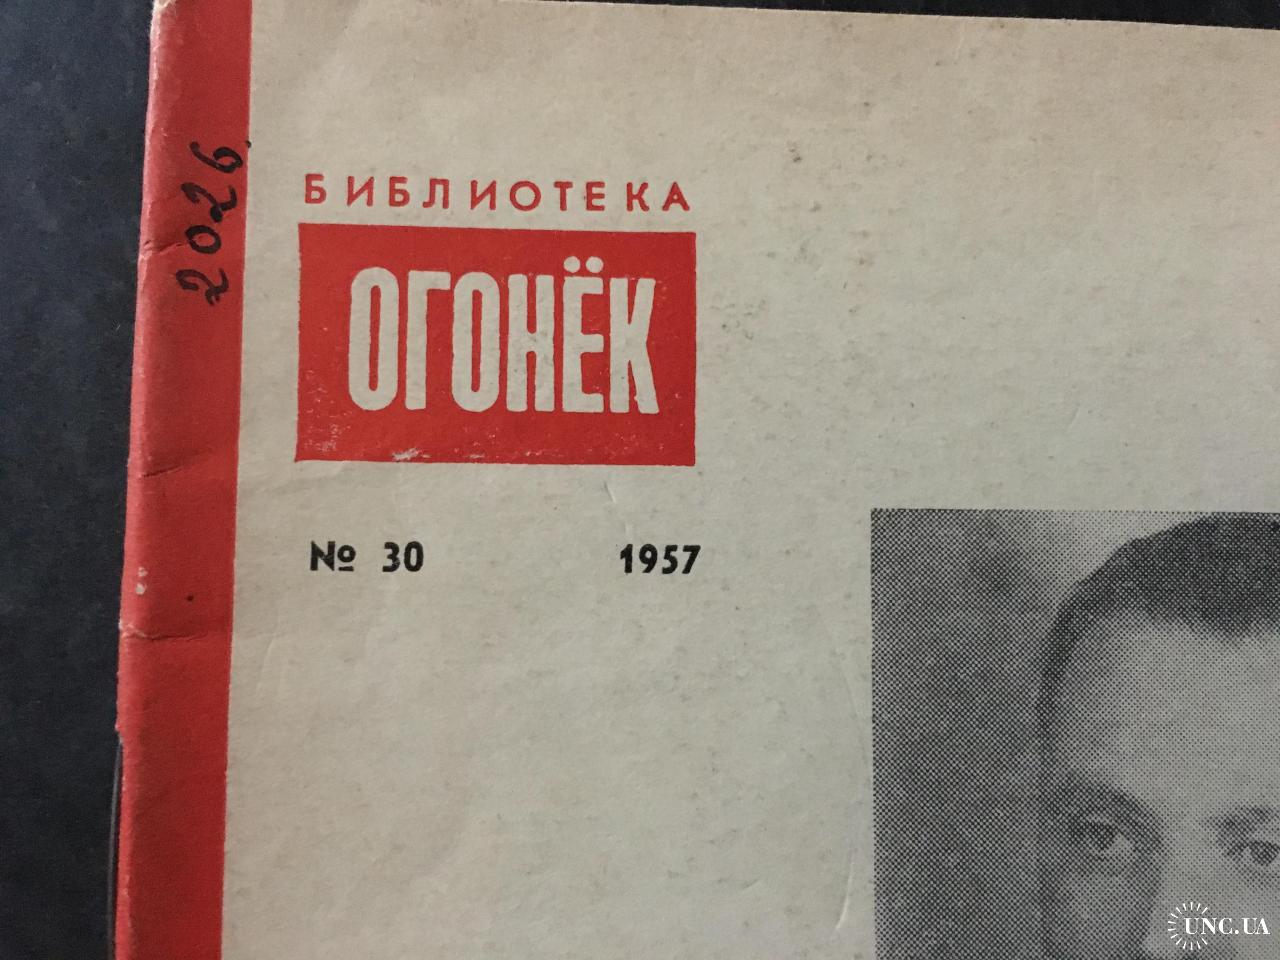 2026.
БИБЛИОТЕКА
ОГОНЁК
№ 30 1957
UNC.UA